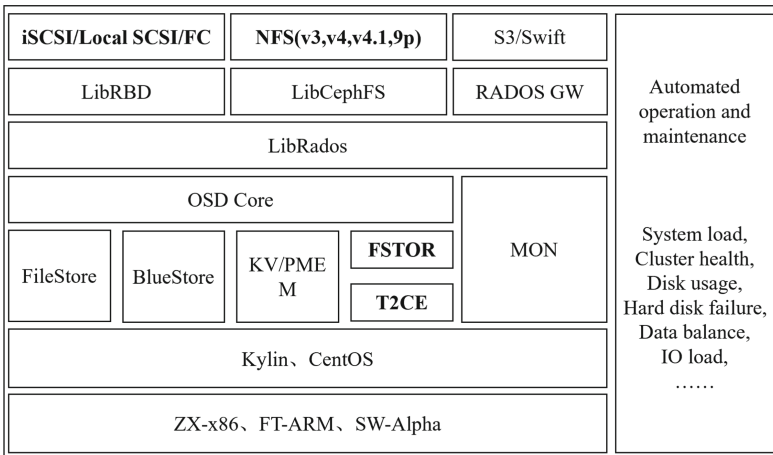 iSCSI/Local SCSI/FC
NFS(v3,v4,v4.1,9p)
S3/Swift
LibRBD
LibCephFS
RADOS GW
LibRados
OSD Core
FileStore
BlueStore
KV/PME
M
FSTOR
T2CE
MON
Kylin、CentOS
ZX-x86、FT-ARM、SW-Alpha
Automated
operation and
maintenance
System load,
Cluster health,
Disk usage,
Hard disk failure,
Data balance,
IO load,
……